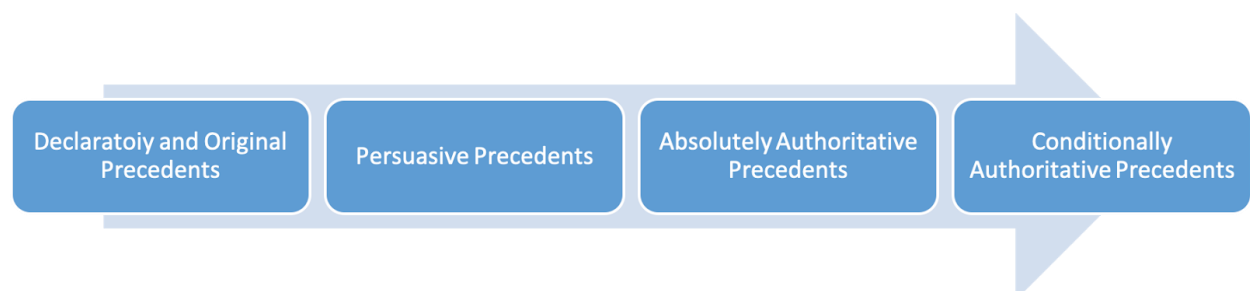 Declaratoiy and Original
Precedents
Persuasive Precedents
Absolutely Authoritative
Precedents
Conditionally
Authoritative Precedents